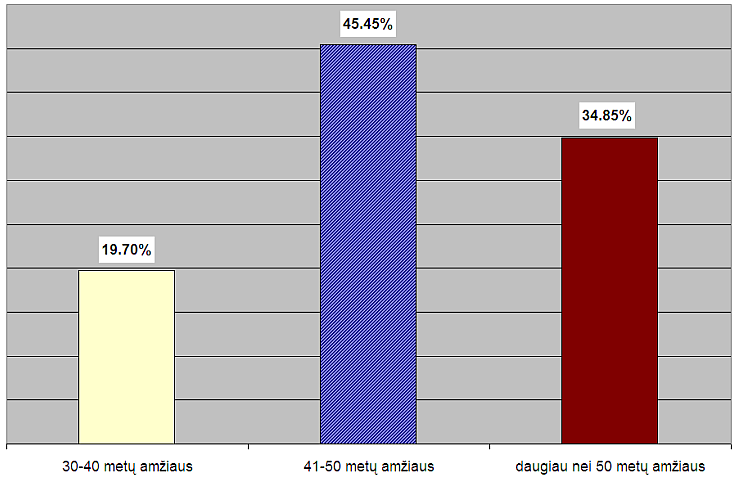 45.45%
34.85%
19.70%
30-40 metų amžiaus
41-50 metų amžiaus
daugiau nei 50 metų amžiaus